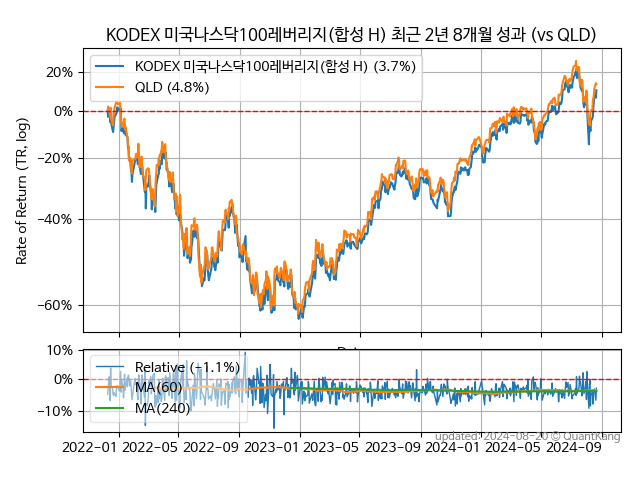 KODEX 미국나스닥100레버리지(합성 H) 최근 2년 8개월 성과 (vs QLD)
KODEX 미국나스닥100레버리지(합성 H) (3.7%)
QLD (4.8%)
20%
0%
−20%
−40%
−60%
Rate of Return (TR, log)
10%
0%
−10%
Relative (−1.1%)
MA(60)
MA(240)
updated: 2024-08-20 © QuantKang
2022-01 2022-05 2022-09 2023-01 2023-05 2023-09 2024-01 2024-05 2024-09